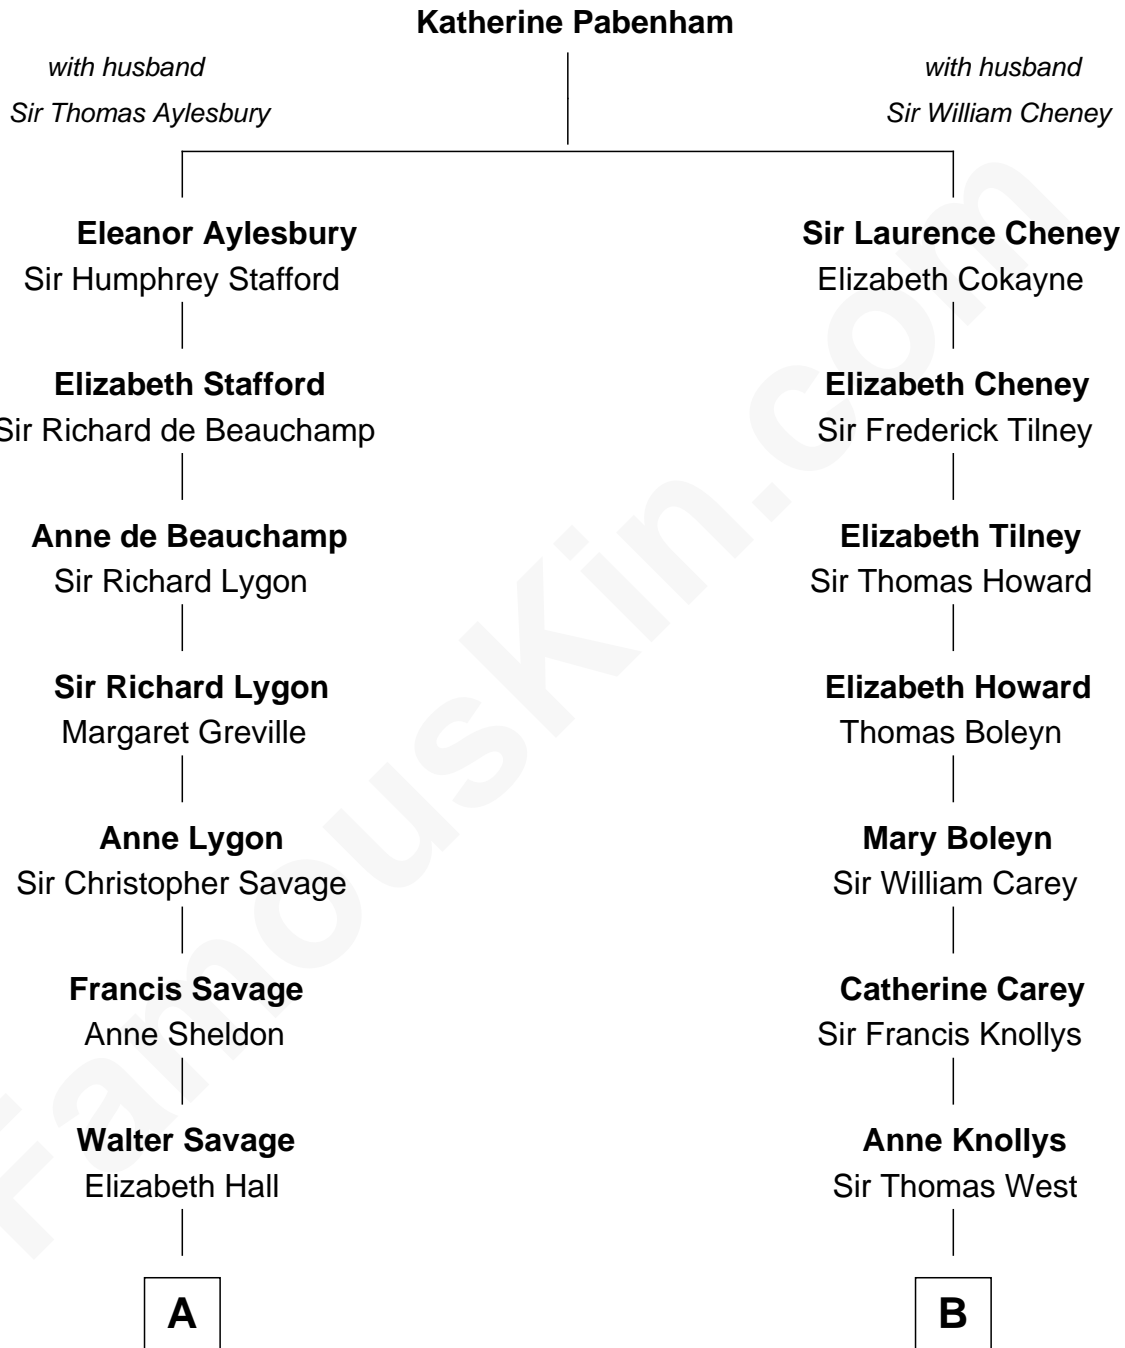 Katherine Pabenham
with husband
Sir Thomas Aylesbury
with husband
Sir William Cheney
Eleanor Aylesbury
Sir Humphrey Stafford
Sir Laurence Cheney
Elizabeth Cokayne
Elizabeth Stafford
Sir Richard de Beauchamp
Elizabeth Cheney
Sir Frederick Tilney
Anne de Beauchamp
Sir Richard Lygon
Elizabeth Tilney
Sir Thomas Howard
Sir Richard Lygon
Margaret Greville
Elizabeth Howard
Thomas Boleyn
Anne Lygon
Sir Christopher Savage
Mary Boleyn
Sir William Carey
Francis Savage
Anne Sheldon
Catherine Carey
Sir Francis Knollys
Walter Savage
Elizabeth Hall
Anne Knollys
Sir Thomas West
A
B
FamousKin.com